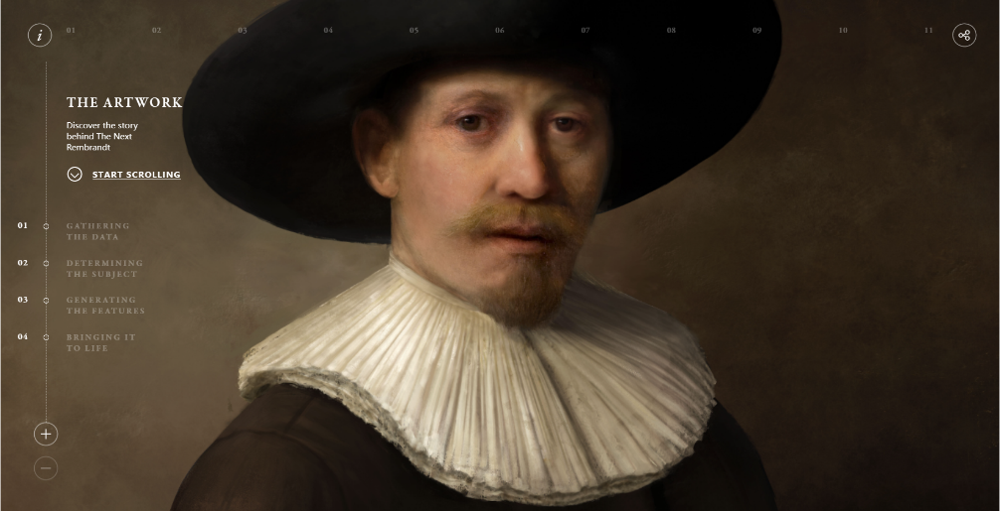 i
01 02 03 04 05 06 07 08 09 10 11
THE ARTWORK
Discover the story
behind The Next
Rembrandt
START SCROLLING
01 GATHERING
THE DATA
02 DETERMINING
THE SUBJECT
03 GENERATING
THE FEATURES
04 BRINGING IT
TO LIFE